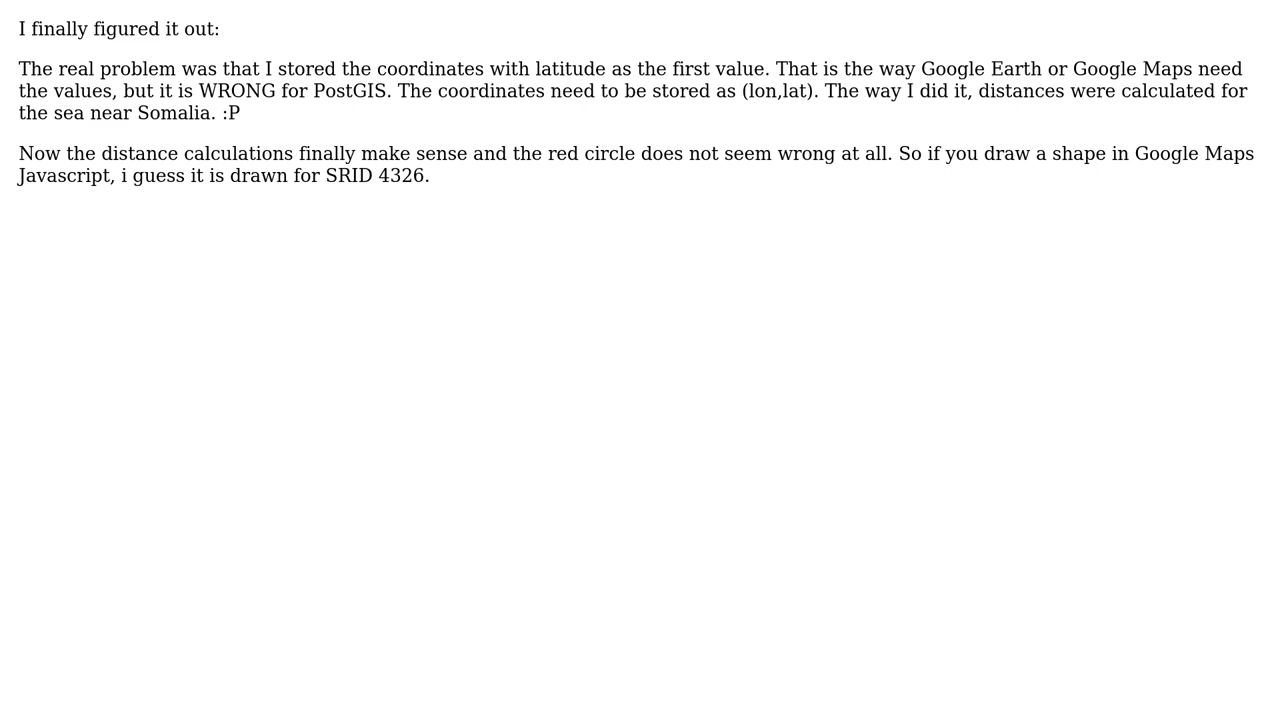 I finally figured it out:
The real problem was that I stored the coordinates with latitude as the first value. That is the way Google Earth or Google Maps need
the values, but it is WRONG for PostGIS. The coordinates need to be stored as (lon,lat). The way I did it, distances were calculated for
the sea near Somalia. :P
Now the distance calculations finally make sense and the red circle does not seem wrong at all. So if you draw a shape in Google Maps
Javascript, i guess it is drawn for SRID 4326.